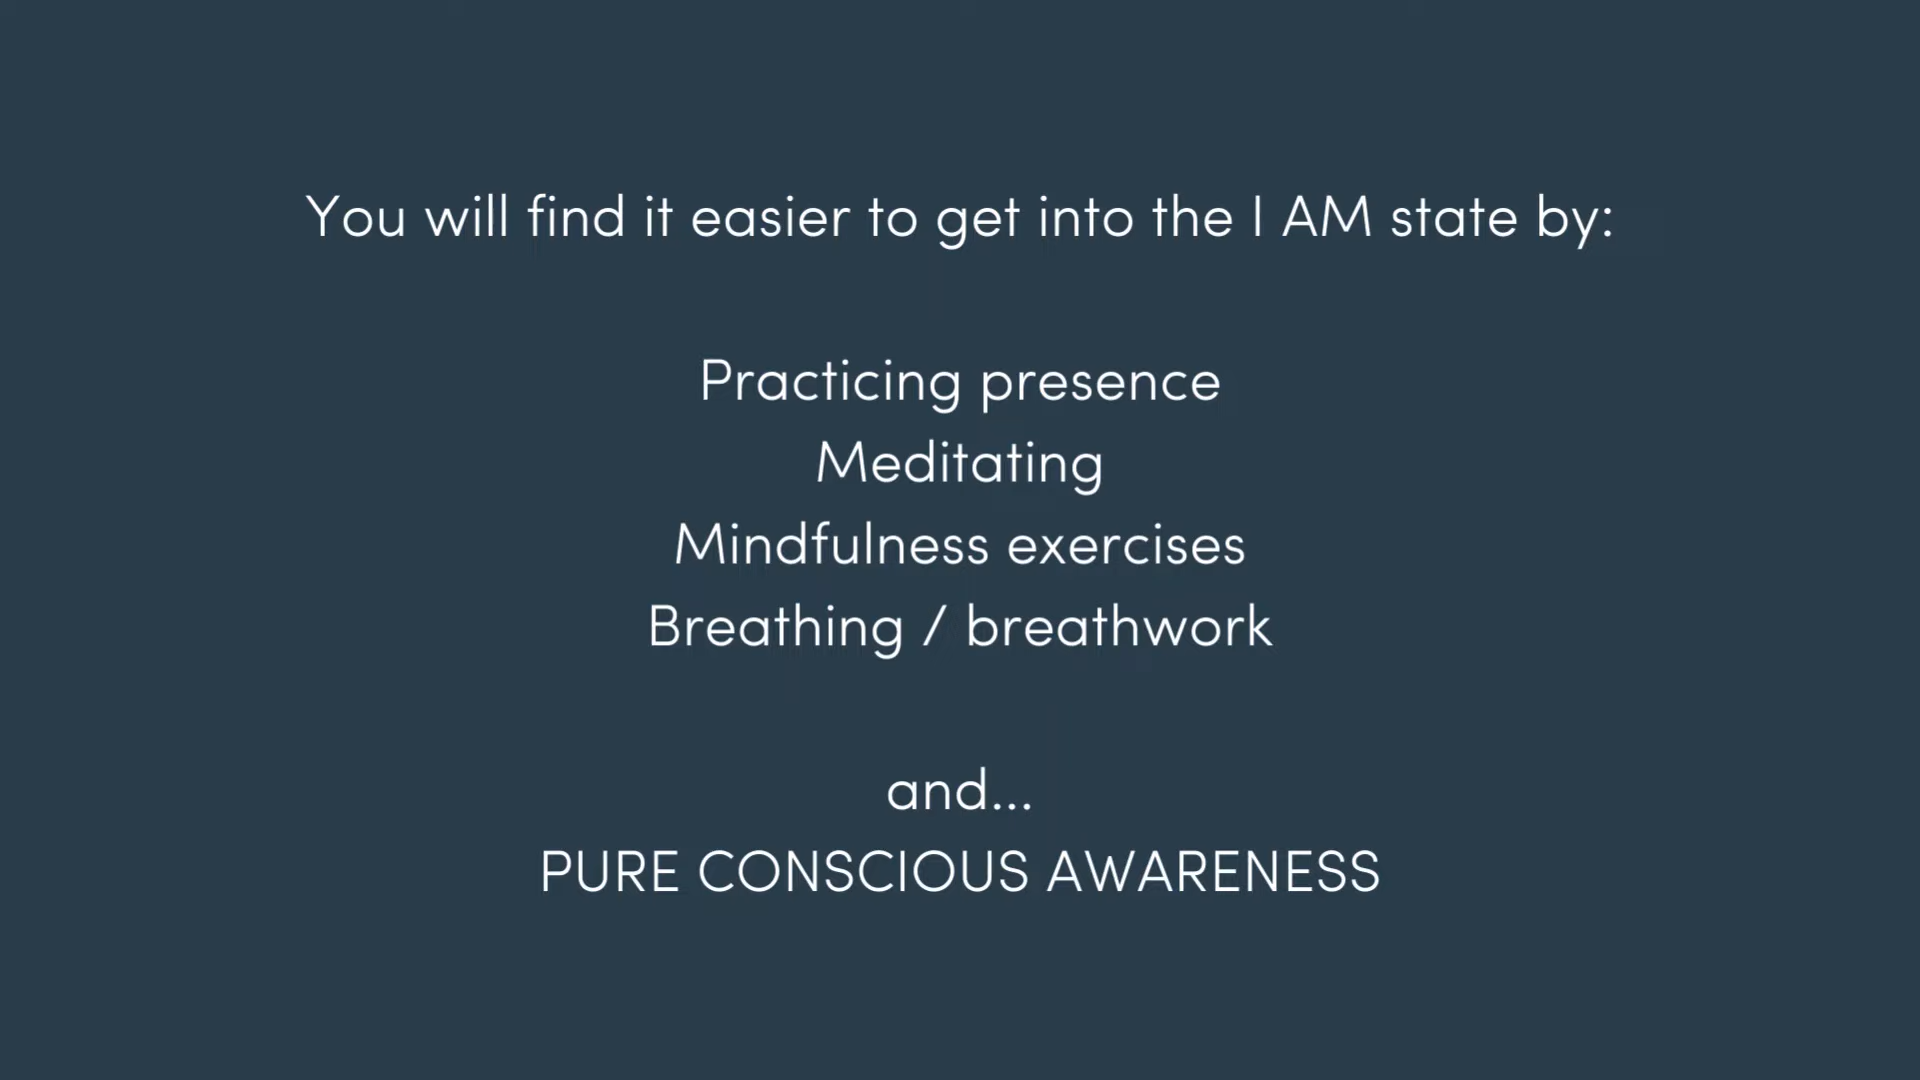 You will find it easier to get into the I AM state by:
Practicing presence
Meditating
Mindfulness exercises
Breathing / breathwork
and...
PURE CONSCIOUS AWARENESS